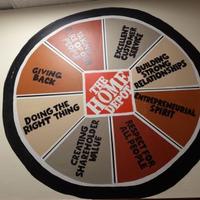 THE
HOME
DEPOT
EXCELLENT
CUSTOMER
SERVICE
BUILDING
STRONG
RELATIONSHIPS
ENTREPRENEURIAL
SPIRIT
RESPECT FOR
ALL PEOPLE
CREATING
SHAREHOLDER
VALUE
DOING THE
RIGHT THING
GIVING
BACK